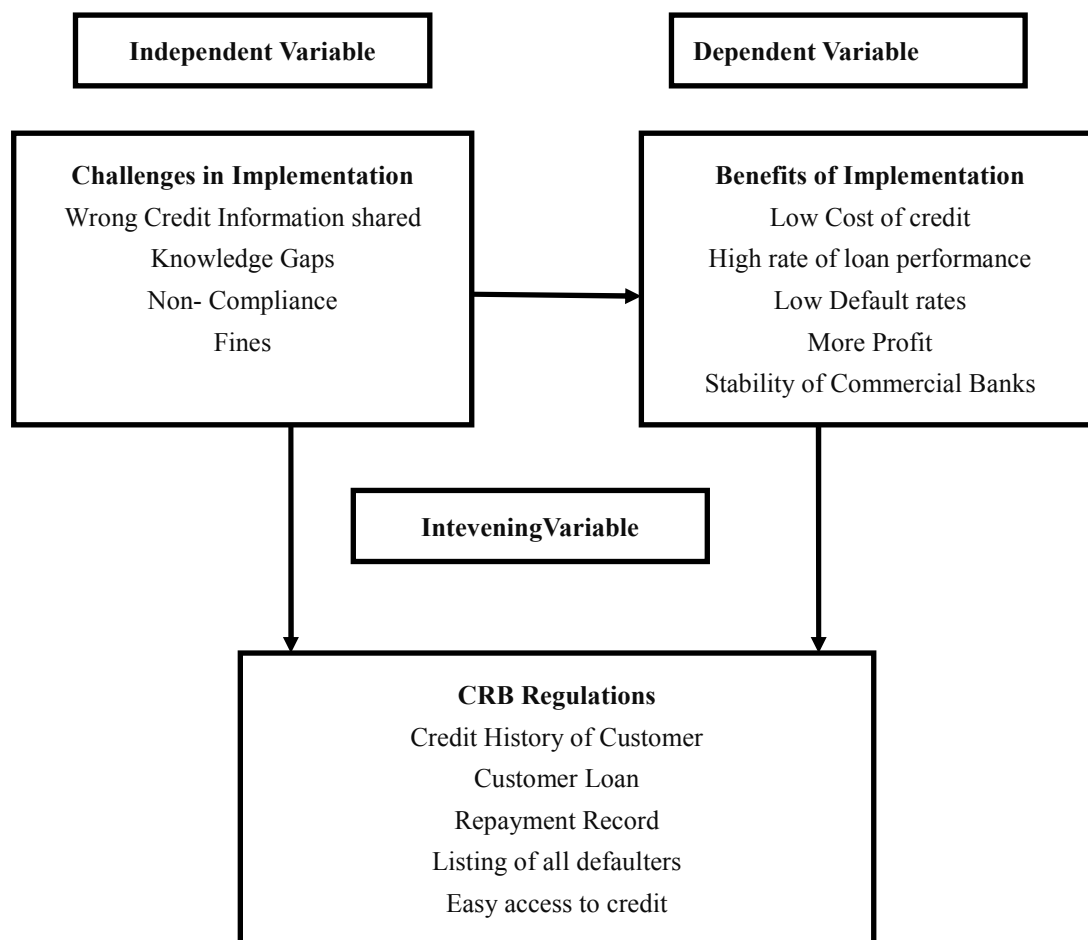 Independent Variable
Dependent Variable
Challenges in Implementation
Wrong Credit Information shared
Knowledge Gaps
Non- Compliance
Fines
Benefits of Implementation
Low Cost of credit
High rate of loan performance
Low Default rates
More Profit
Stability of Commercial Banks
InteveningVariable
CRB Regulations
Credit History of Customer
Customer Loan
Repayment Record
Listing of all defaulters
Easy access to credit